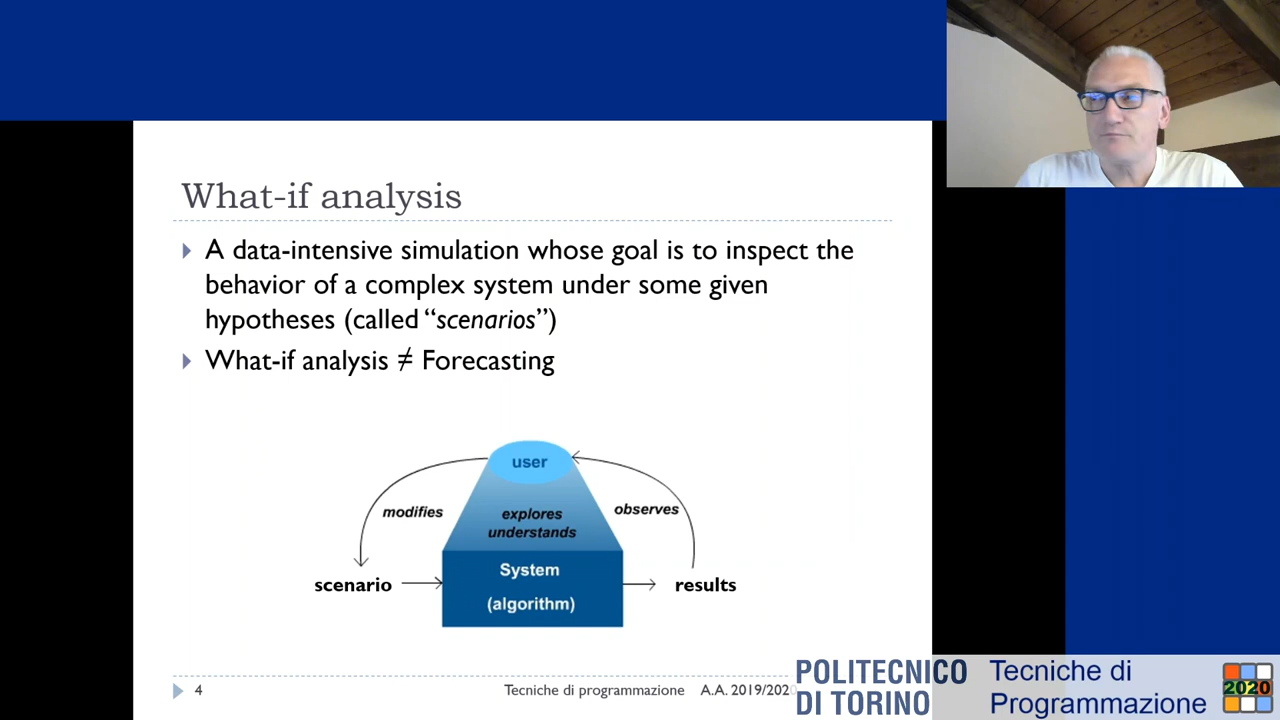 What-if analysis
A data-intensive simulation whose goal is to inspect the
behavior of a complex system under some given
hypotheses (called “scenarios”)
What-if analysis ≠ Forecasting
user
modifies
explores
understands
observes
scenario
System
(algorithm)
results
4
Tecniche di programmazione A.A. 2019/2020
POLITECNICO
DI TORINO
Tecniche di
Programmazione
2020